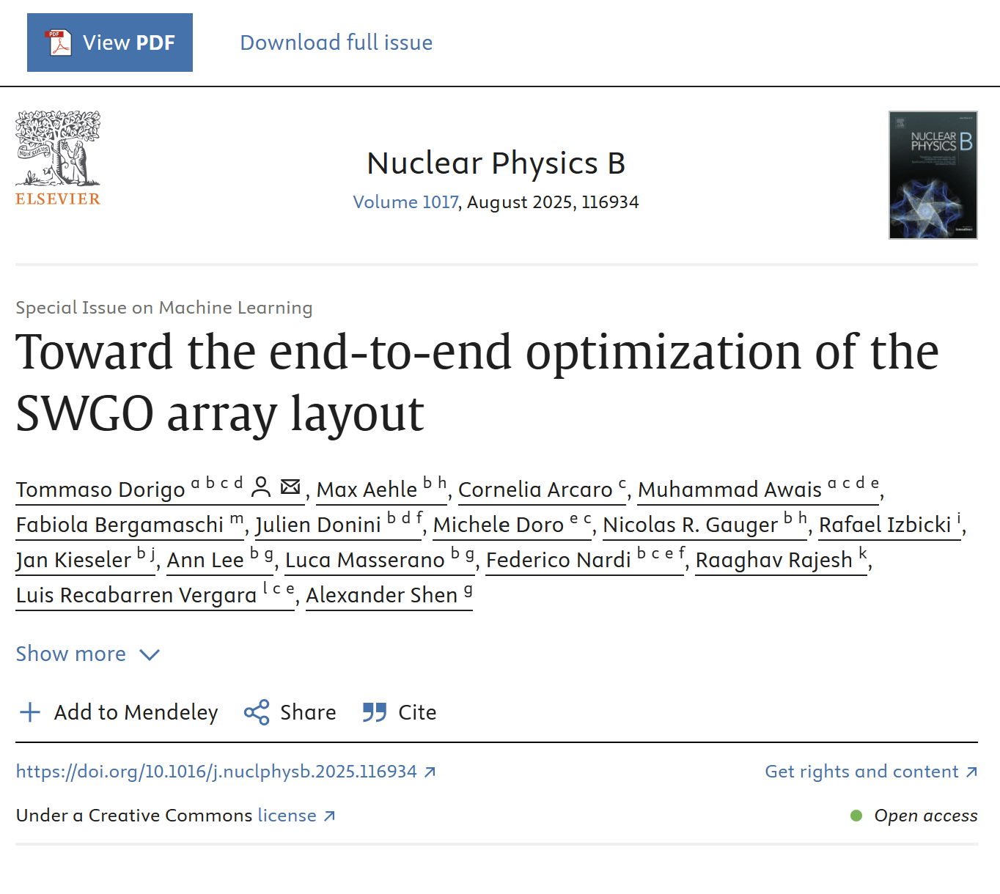 View PDF
Download full issue
NON SOLUS
ELSEVIER
Nuclear Physics B
Volume 1017, August 2025, 116934
NUCLEAR
PHYSICS B
Special Issue on Machine Learning
Toward the end-to-end optimization of the
SWGO array layout
Tommaso Dorigo a b c d, Max Aehle b h, Cornelia Arcaro c, Muhammad Awais a c d e,
Fabiola Bergamaschi m, Julien Donini b d f, Michele Doro e c, Nicolas R. Gauger b h, Rafael Izbicki i,
Jan Kieseler b j, Ann Lee b g, Luca Masserano b g, Federico Nardi b c e f, Raaghav Rajesh k,
Luis Recabarren Vergara l c e, Alexander Shen g
Show more
Add to Mendeley Share Cite
https://doi.org/10.1016/j.nuclphysb.2025.116934
Get rights and content
Under a Creative Commons license
Open access